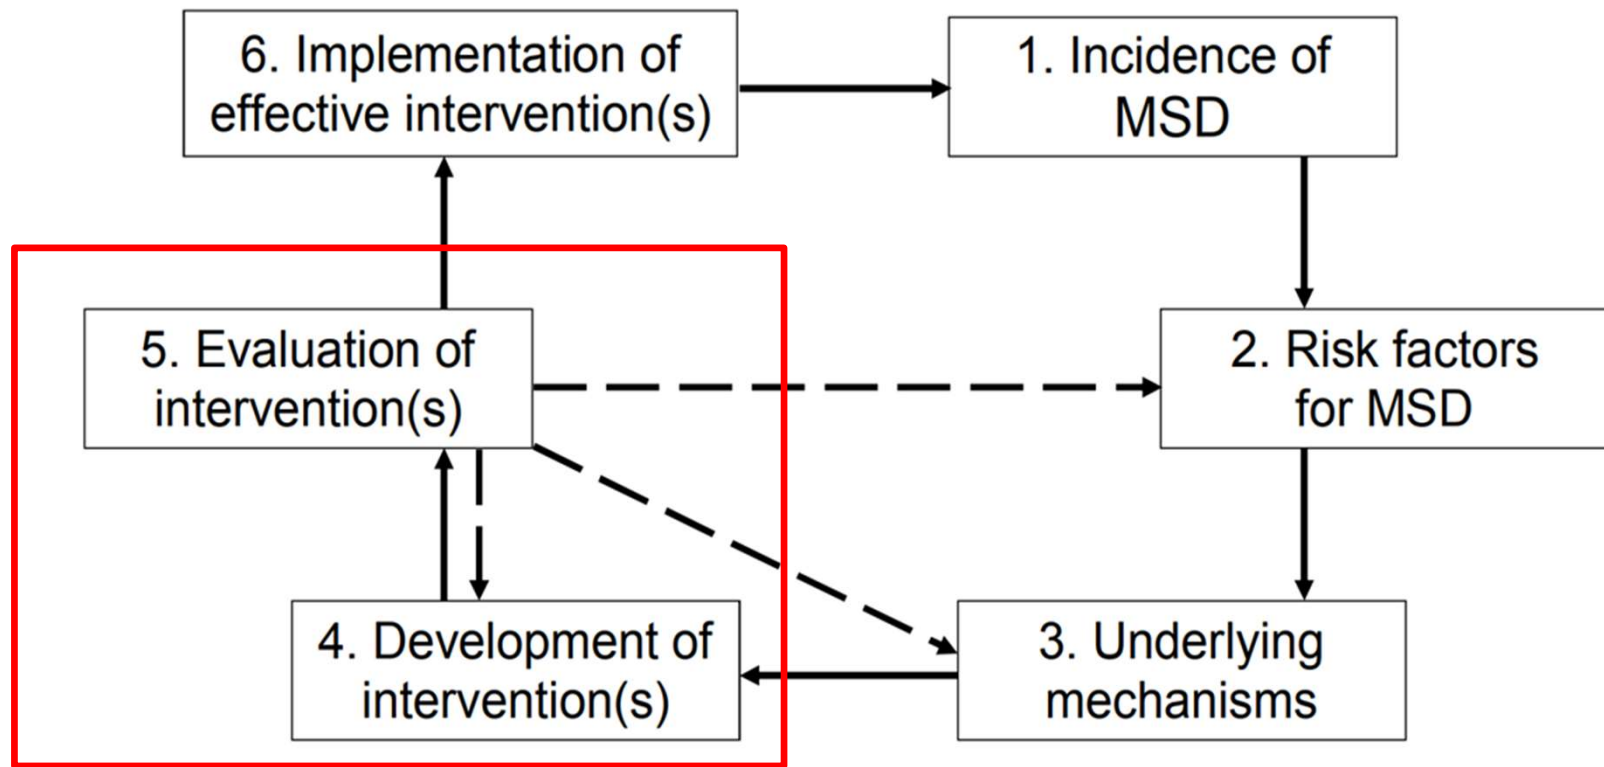 6. Implementation of
effective intervention(s)
1. Incidence of
MSD
5. Evaluation of
intervention(s)
2. Risk factors
for MSD
4. Development of
intervention(s)
3. Underlying
mechanisms